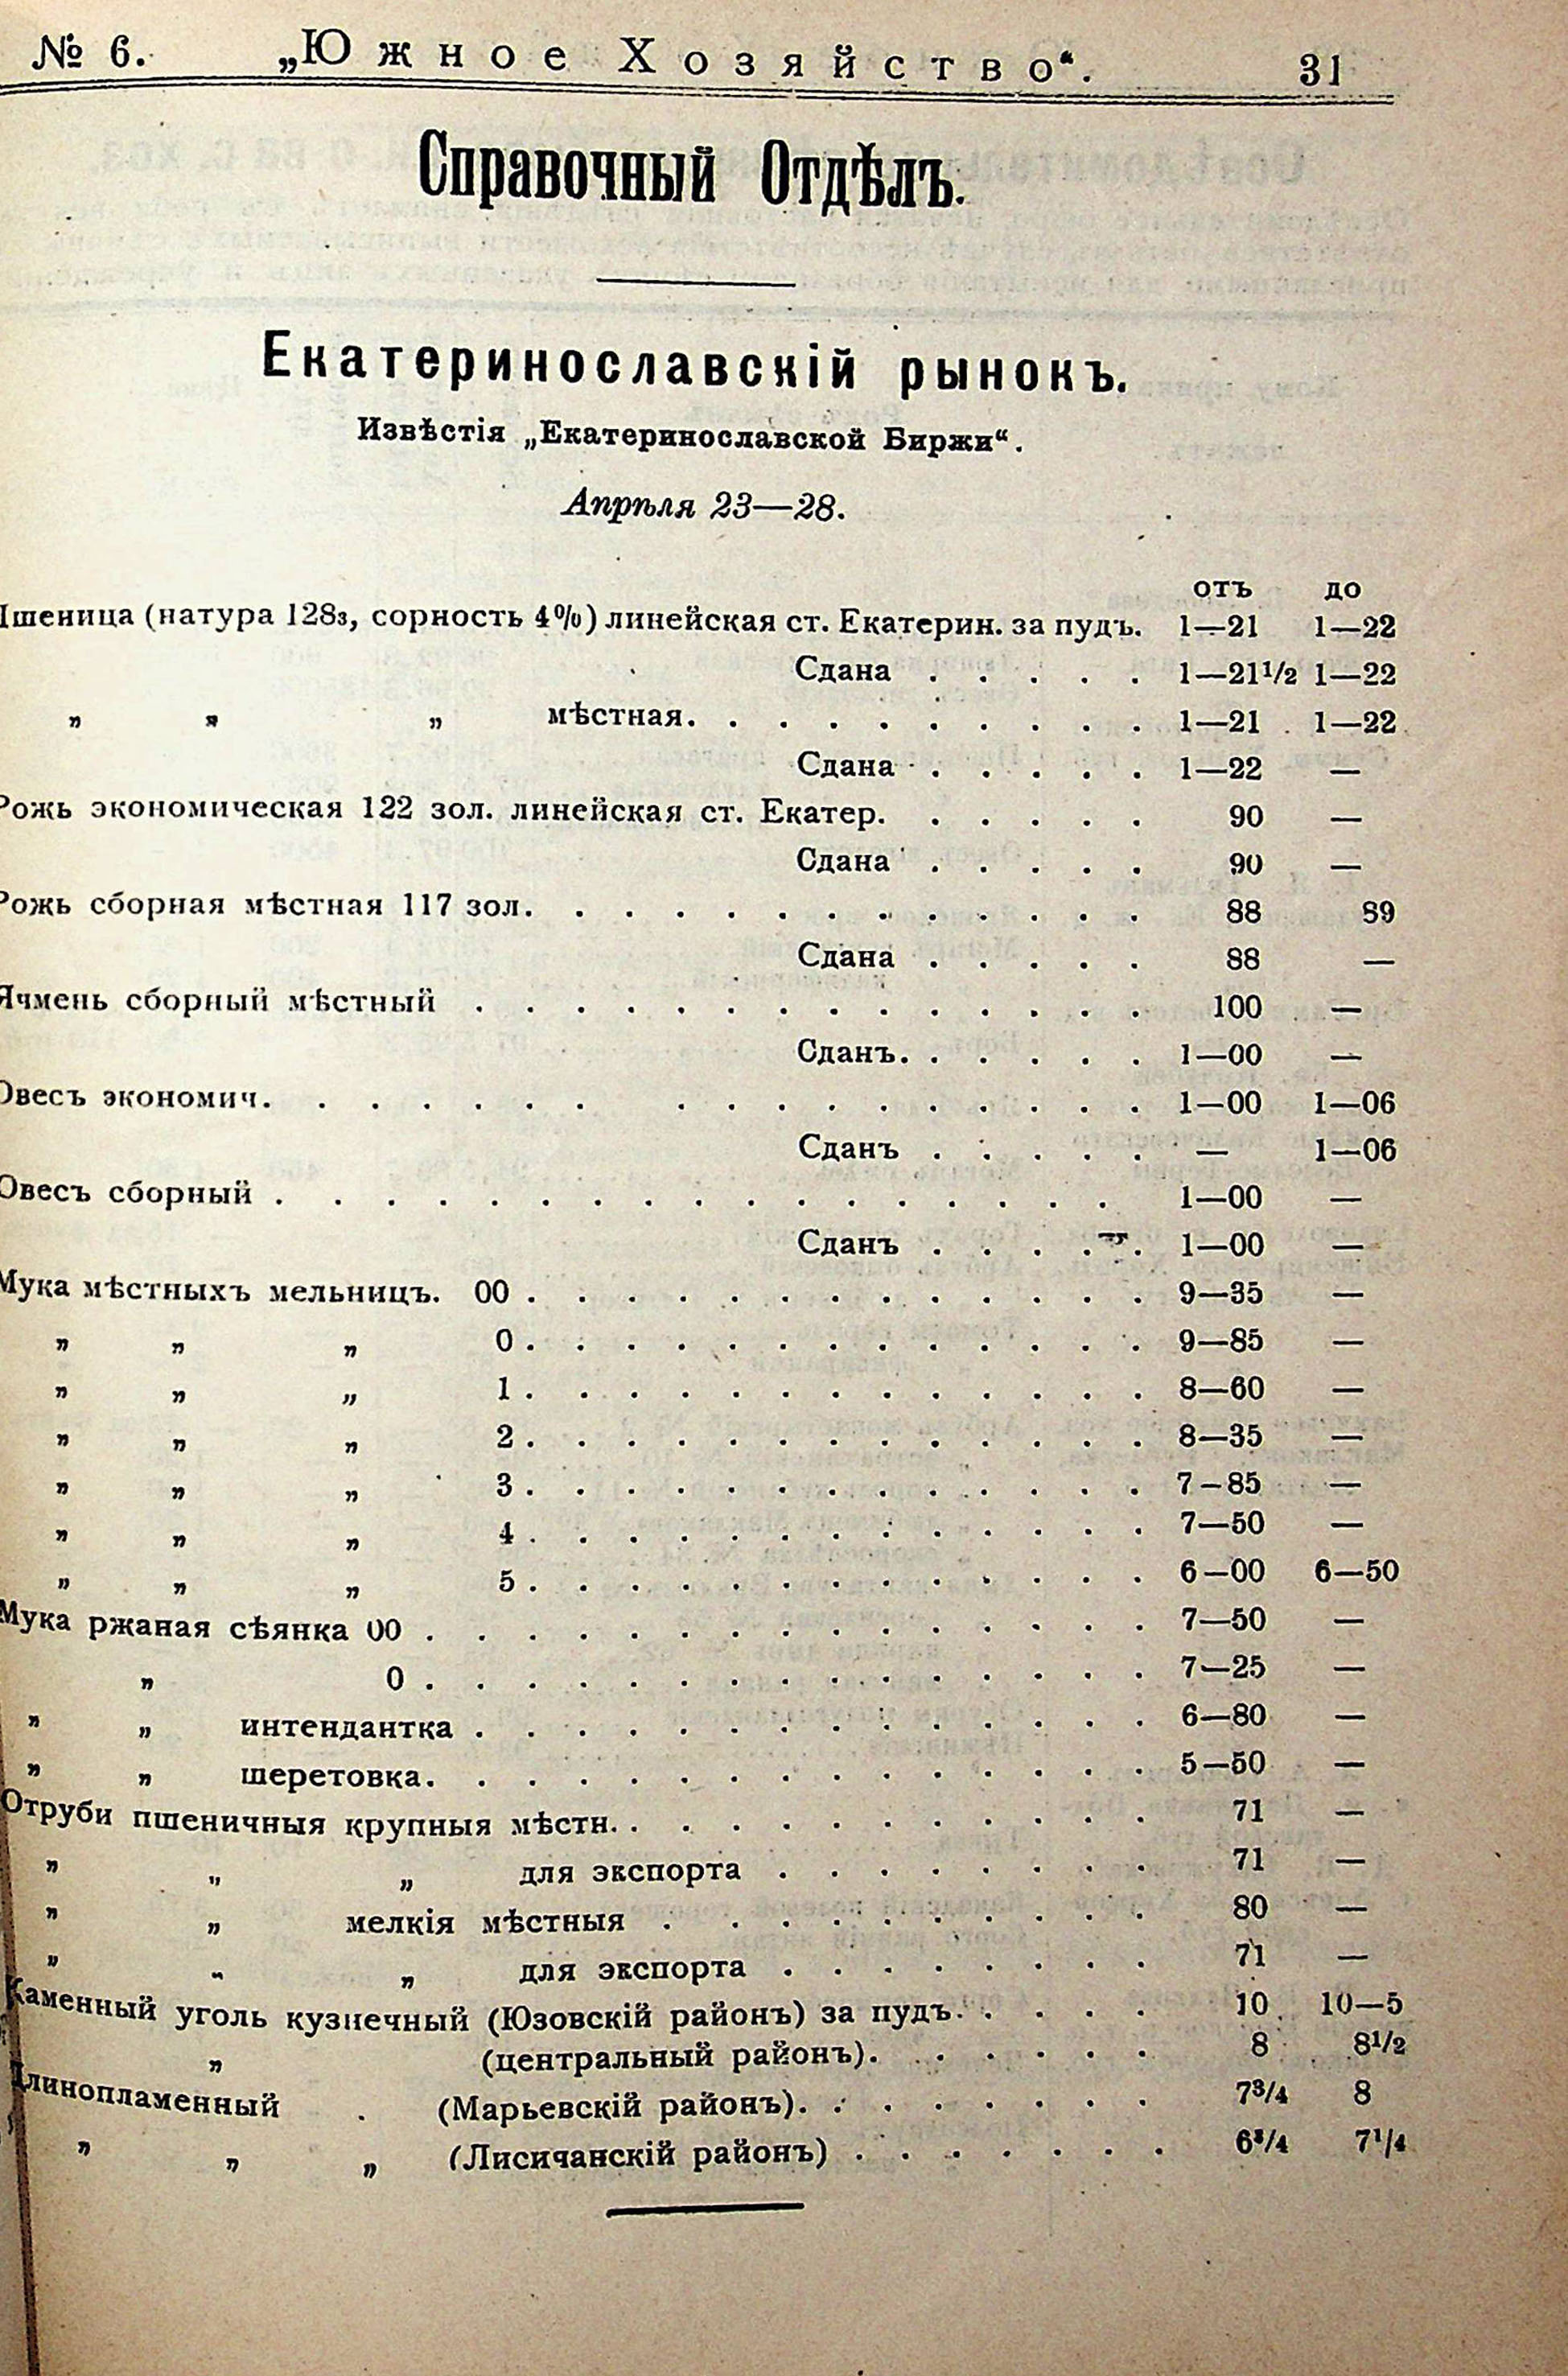 № 6. „Южное Хозяйство“. 31
Справочный Отдѣлъ.
Екатеринославскій рынокъ.
Извѣстія „Екатеринославской Биржи“.
Апрѣля 23—28.
отъ до
Пшеница (натура 128з, сорность 4%) линейская ст. Екатерин. за пудъ. 1—21 1—22
Сдана . . . . . 1—21½ 1—22
„ „ „ мѣстная. . . . . . . . . . 1—21 1—22
Сдана . . . . . 1—22 —
Рожь экономическая 122 зол. линейская ст. Екатер. . . . . . 90 —
Сдана . . . . . 90 —
Рожь сборная мѣстная 117 зол. . . . . . . . . . . . . 88 89
Сдана . . . . . 88 —
Ячмень сборный мѣстный . . . . . . . . . . . . . . 100 —
Сданъ. . . . . . 1—00 —
Овесъ экономич. . . . . . . . . . . . . . . . . 1—00 1—06
Сданъ . . . . . — 1—06
Овесъ сборный . . . . . . . . . . . . . . . . . 1—00 —
Сданъ . . . . . 1—00 —
Мука мѣстныхъ мельницъ. 00 . . . . . . . . . . . . . 9—35 —
„ „ „ 0 . . . . . . . . . . . . . 9—85 —
„ „ „ 1 . . . . . . . . . . . . . 8—60 —
„ „ „ 2 . . . . . . . . . . . . . 8—35 —
„ „ „ 3 . . . . . . . . . . . . . 7—85 —
„ „ „ 4 . . . . . . . . . . . . . 7—50 —
„ „ „ 5 . . . . . . . . . . . . . 6—00 6—50
Мука ржаная сѣянка 00 . . . . . . . . . . . . . . . 7—50 —
„ 0 . . . . . . . . . . . . . . . 7—25 —
„ „ интендантка . . . . . . . . . . . . . . 6—80 —
„ „ шеретовка. . . . . . . . . . . . . . . 5—50 —
Отруби пшеничныя крупныя мѣстн. . . . . . . . . . . . 71 —
„ „ „ для экспорта . . . . . . . . 71 —
„ „ мелкія мѣстныя . . . . . . . . . . 80 —
„ „ „ для экспорта . . . . . . . . 71 —
Каменный уголь кузнечный (Юзовскій районъ) за пудъ. . . . . 10 10—5
„ (центральный районъ). . . . . . 8 8½
Длинопламенный . (Марьевскій районъ). . . . . . . . 7¾ 8
„ „ „ (Лисичанскій районъ) . . . . . . . 6¾ 7¼